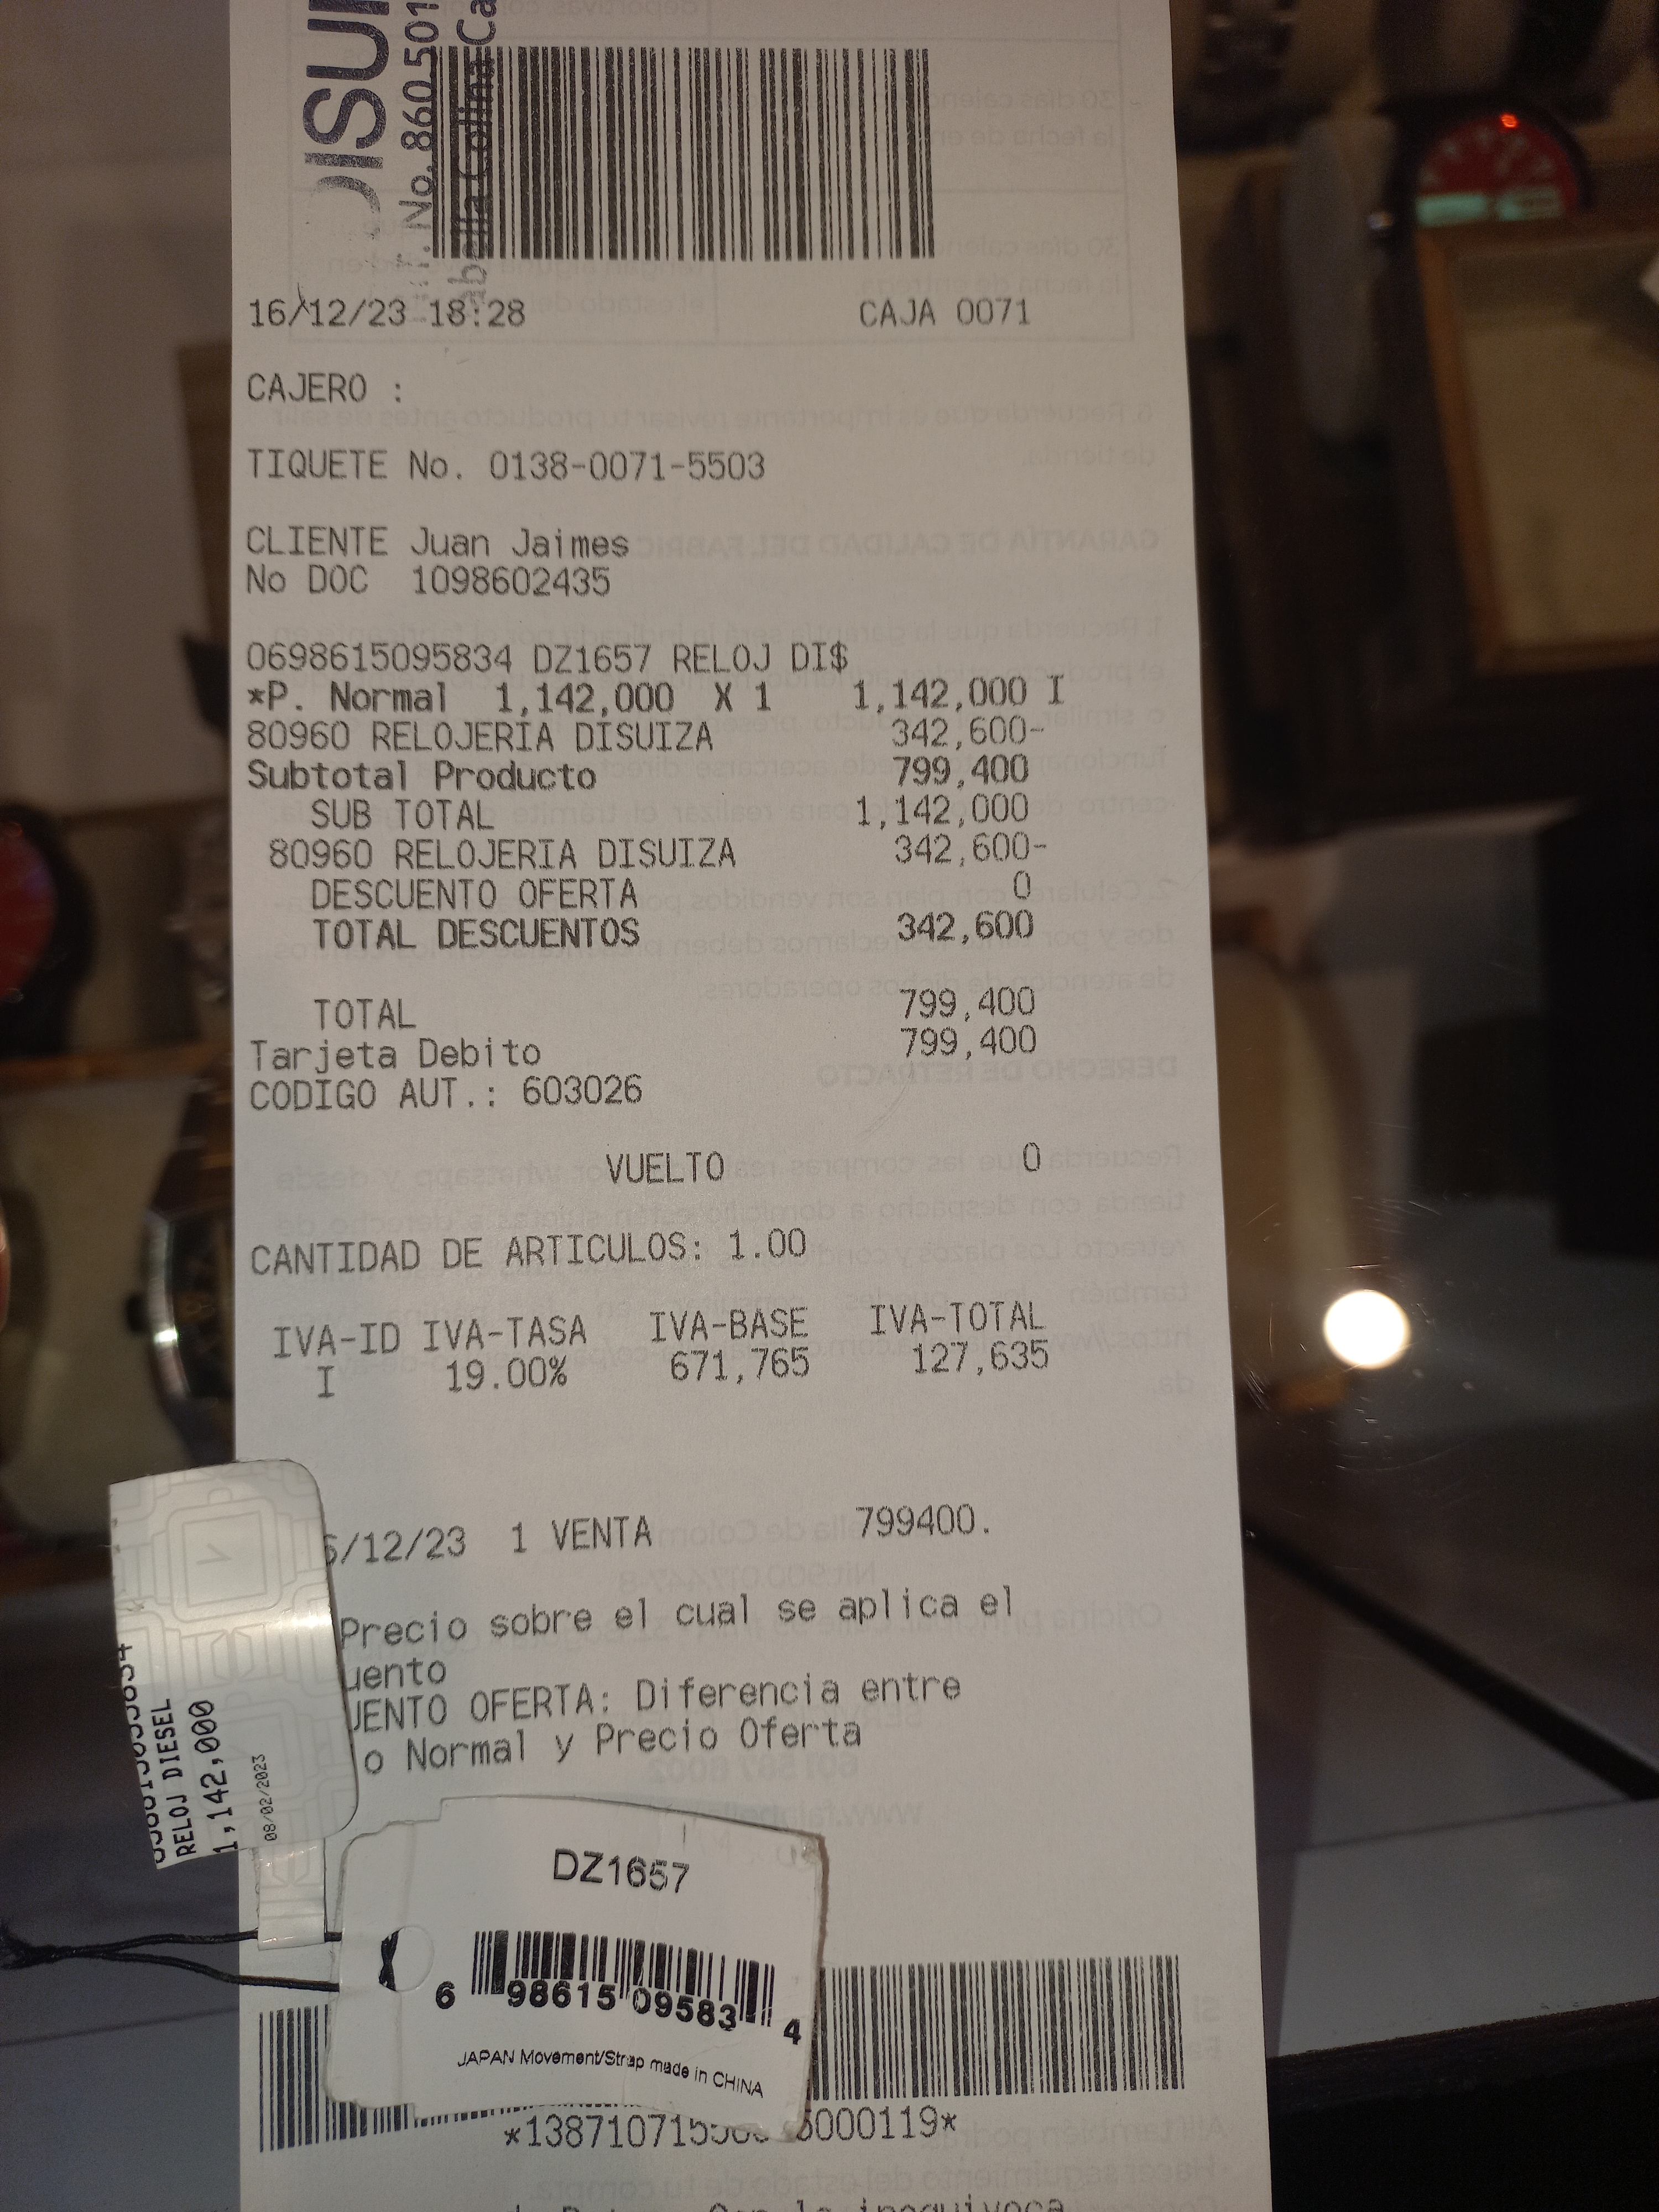 No. 860501
16/12/23 18:28 CAJA 0071
CAJERO :
TIQUETE No. 0138-0071-5503
CLIENTE Juan Jaimes
No DOC 1098602435
0698615095834 DZ1657 RELOJ DI$
*P. Normal 1,142,000 X 1 1,142,000 I
80960 RELOJERIA DISUIZA 342,600-
Subtotal Producto 799,400
SUB TOTAL 1,142,000
80960 RELOJERIA DISUIZA 342,600-
DESCUENTO OFERTA 0
TOTAL DESCUENTOS 342,600
TOTAL 799,400
Tarjeta Debito 799,400
CODIGO AUT.: 603026
VUELTO 0
CANTIDAD DE ARTICULOS: 1.00
IVA-ID IVA-TASA IVA-BASE IVA-TOTAL
I 19.00% 671,765 127,635
6/12/23 1 VENTA 799400.
Precio sobre el cual se aplica el
uento
UENTO OFERTA: Diferencia entre
o Normal y Precio Oferta
RELOJ DIESEL
1,142,000
08/02/2023
DZ1657
6 98615 09583 4
JAPAN Movement/Strap made in CHINA